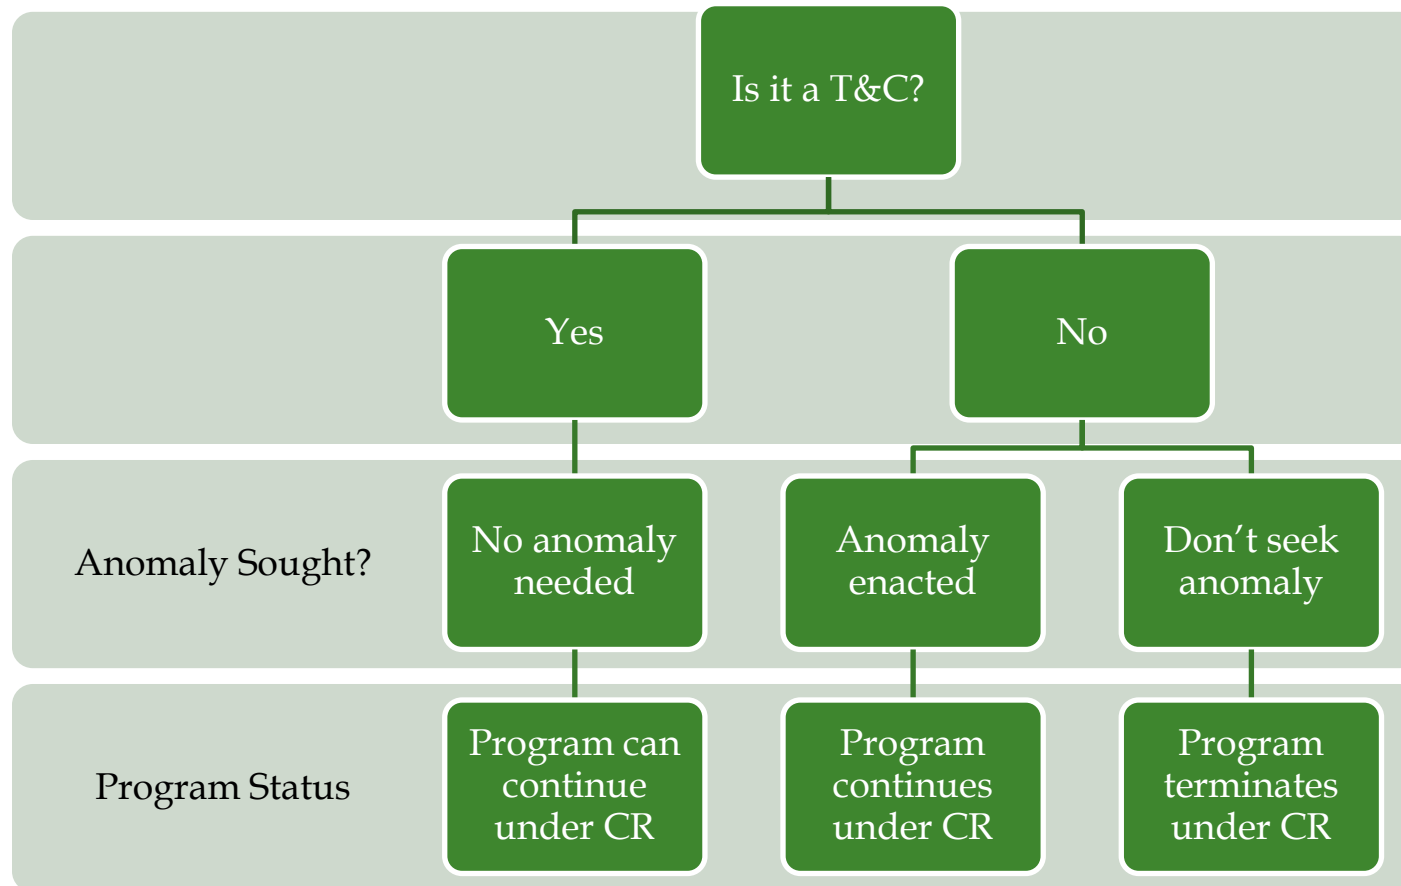 Is it a T&C?
Yes
No
Anomaly Sought?
No anomaly
needed
Anomaly
enacted
Don’t seek
anomaly
Program Status
Program can
continue
under CR
Program
continues
under CR
Program
terminates
under CR